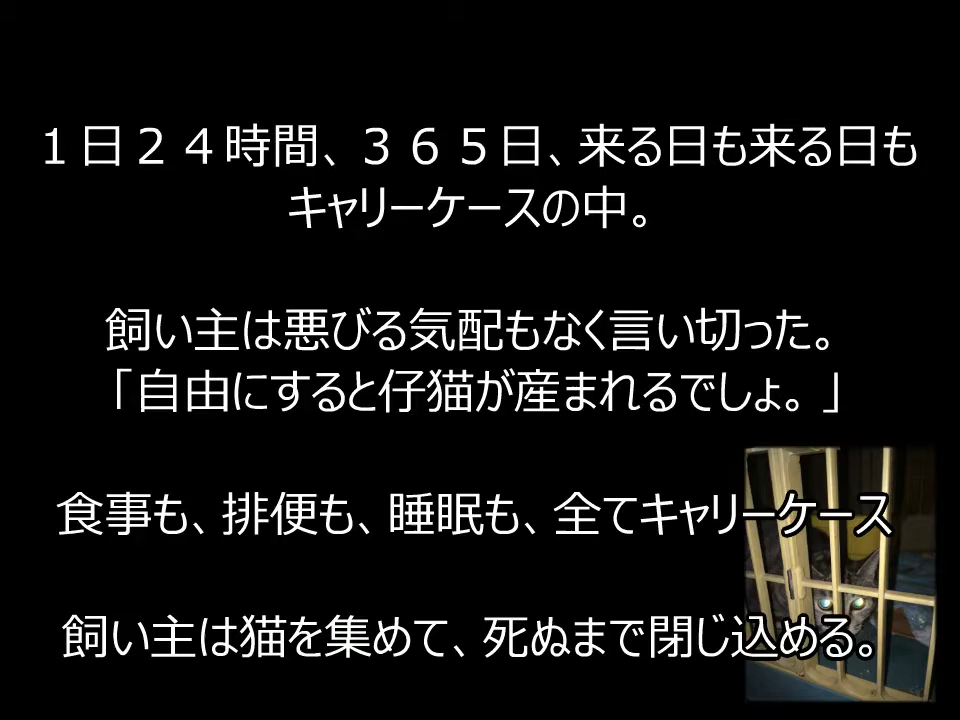 １日２４時間、３６５日、来る日も来る日も
キャリーケースの中。
飼い主は悪びる気配もなく言い切った。
「自由にすると仔猫が産まれるでしょ。」
食事も、排便も、睡眠も、全てキャリーケース
飼い主は猫を集めて、死ぬまで閉じ込める。